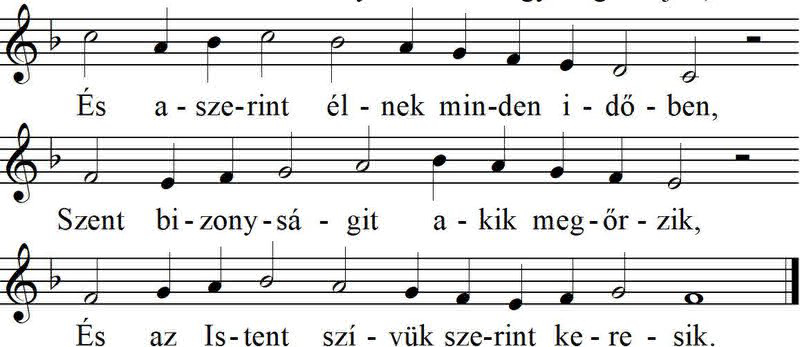 És a-sze-rint él-nek min-den i-dő-ben,
Szent bi-zony-sá-git a-kik meg-őr-zik,
És az Is-tent szí-vük sze-rint ke-re-sik.